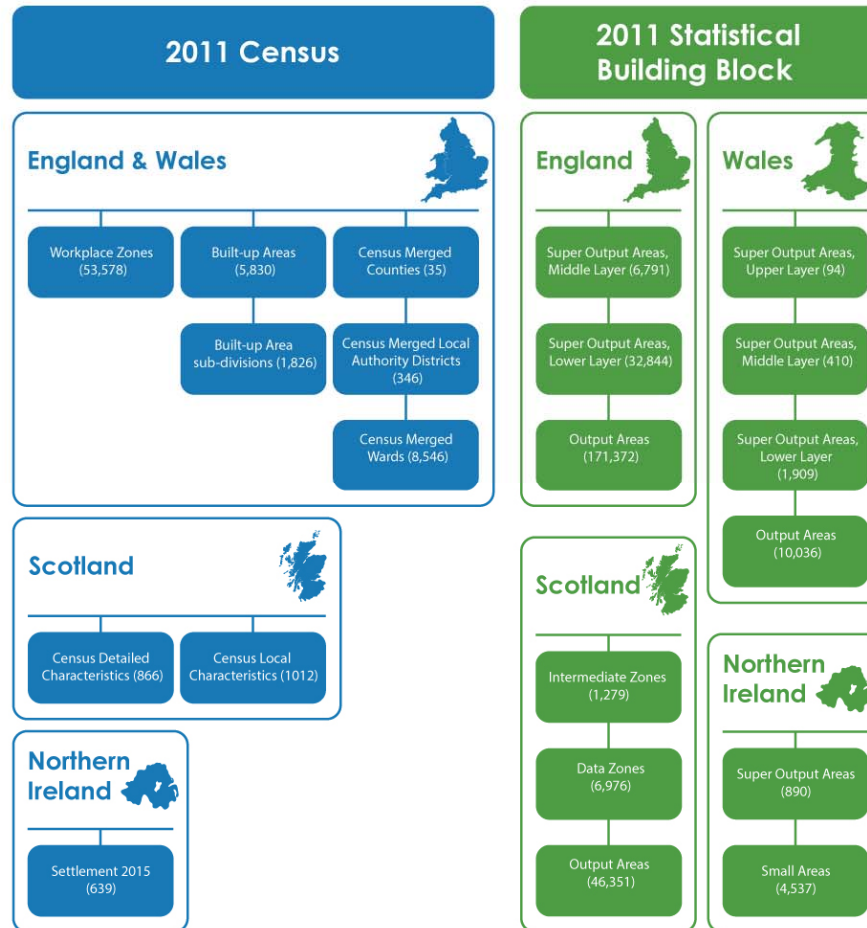 2011 Census
England & Wales
Workplace Zones
(53,578)
Built-up Areas
(5,830)
Census Merged
Counties (35)
Built-up Area
sub-divisions (1,826)
Census Merged Local
Authority Districts
(346)
Census Merged
Wards (8,546)
Scotland
Census Detailed
Characteristics (866)
Census Local
Characteristics (1012)
Northern
Ireland
Settlement 2015
(639)
2011 Statistical
Building Block
England
Super Output Areas,
Middle Layer (6,791)
Super Output Areas,
Lower Layer (32,844)
Output Areas
(171,372)
Wales
Super Output Areas,
Upper Layer (94)
Super Output Areas,
Middle Layer (410)
Super Output Areas,
Lower Layer
(1,909)
Output Areas
(10,036)
Scotland
Intermediate Zones
(1,279)
Data Zones
(6,976)
Output Areas
(46,351)
Northern
Ireland
Super Output Areas
(890)
Small Areas
(4,537)